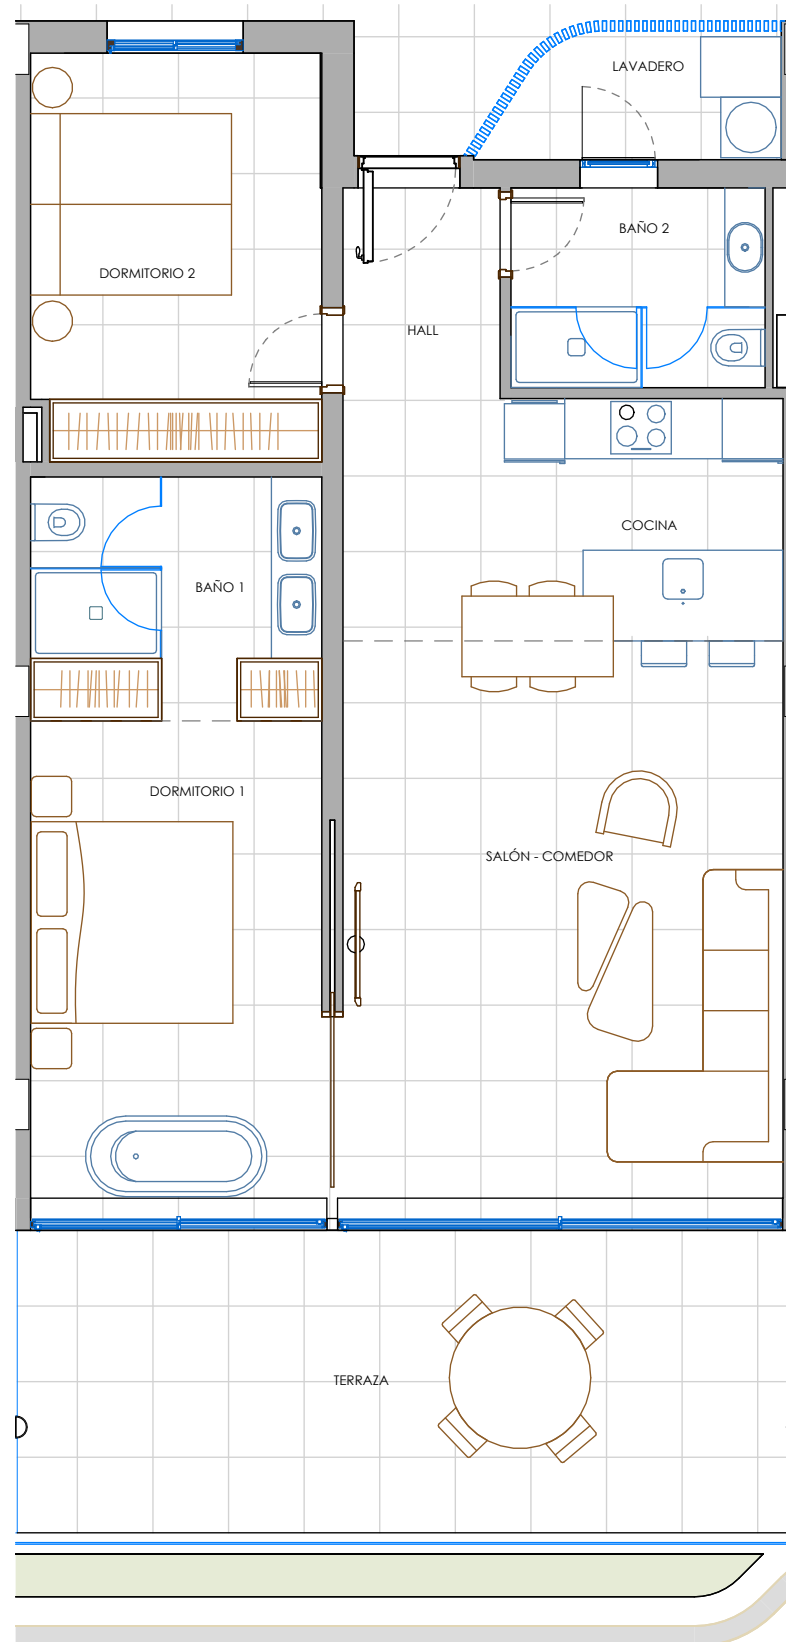 LAVADERO
BAÑO 2
DORMITORIO 2
HALL
COCINA
BAÑO 1
DORMITORIO 1
SALÓN - COMEDOR
TERRAZA